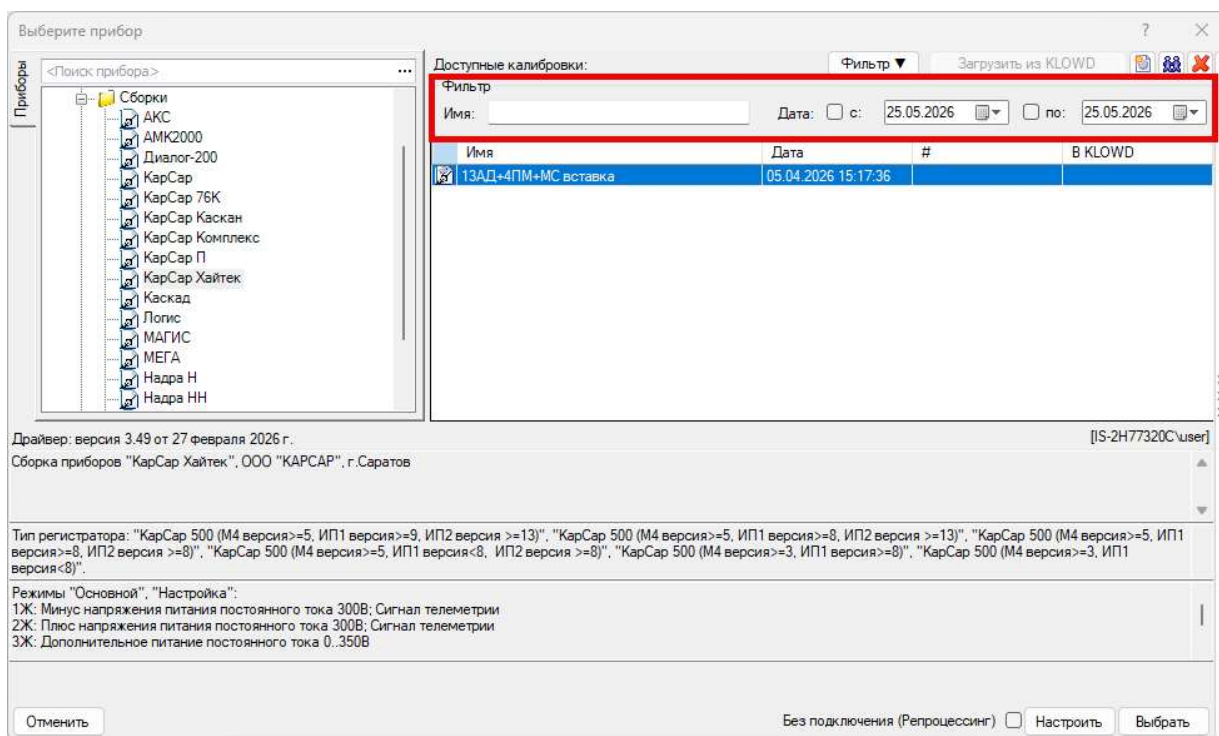 Выберите прибор
?
Приборы
<Поиск прибора>
...
Сборки
АКС
АМК2000
Диалог-200
КарСар
КарСар 76К
КарСар Каскан
КарСар Комплекс
КарСар П
КарСар Хайтек
Каскад
Логис
МАГИС
МЕГА
Надра Н
Надра НН
Доступные калибровки:
Фильтр ▼
Загрузить из KLOWD
Фильтр
Имя:
Дата: с: 25.05.2026 по: 25.05.2026
Имя Дата # В KLOWD
13АД+4ПМ+МС вставка 05.04.2026 15:17:36
Драйвер: версия 3.49 от 27 февраля 2026 г.
[IS-2H77320C\user]
Сборка приборов "КарСар Хайтек", ООО "КАРСАР", г.Саратов
Тип регистратора: "КарСар 500 (М4 версия>=5, ИП1 версия>=9, ИП2 версия >=13)", "КарСар 500 (М4 версия>=5, ИП1 версия>=8, ИП2 версия >=13)", "КарСар 500 (М4 версия>=5, ИП1
версия>=8, ИП2 версия >=8)", "КарСар 500 (М4 версия>=5, ИП1 версия<8, ИП2 версия >=8)", "КарСар 500 (М4 версия>=3, ИП1 версия>=8)", "КарСар 500 (М4 версия>=3, ИП1
версия<8)".
Режимы "Основной", "Настройка":
1Ж: Минус напряжения питания постоянного тока 300В; Сигнал телеметрии
2Ж: Плюс напряжения питания постоянного тока 300В; Сигнал телеметрии
3Ж: Дополнительное питание постоянного тока 0..350В
Отменить
Без подключения (Репроцессинг)
Настроить
Выбрать